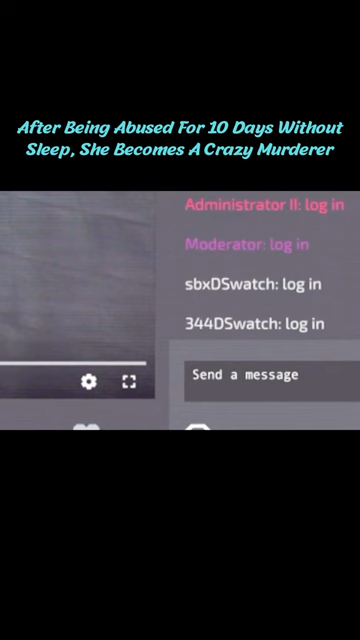 After Being Abused For 10 Days Without
Sleep, She Becomes A Crazy Murderer
Administrator II: log in
Moderator: log in
sbxDSwatch: log in
344DSwatch: log in
Send a message